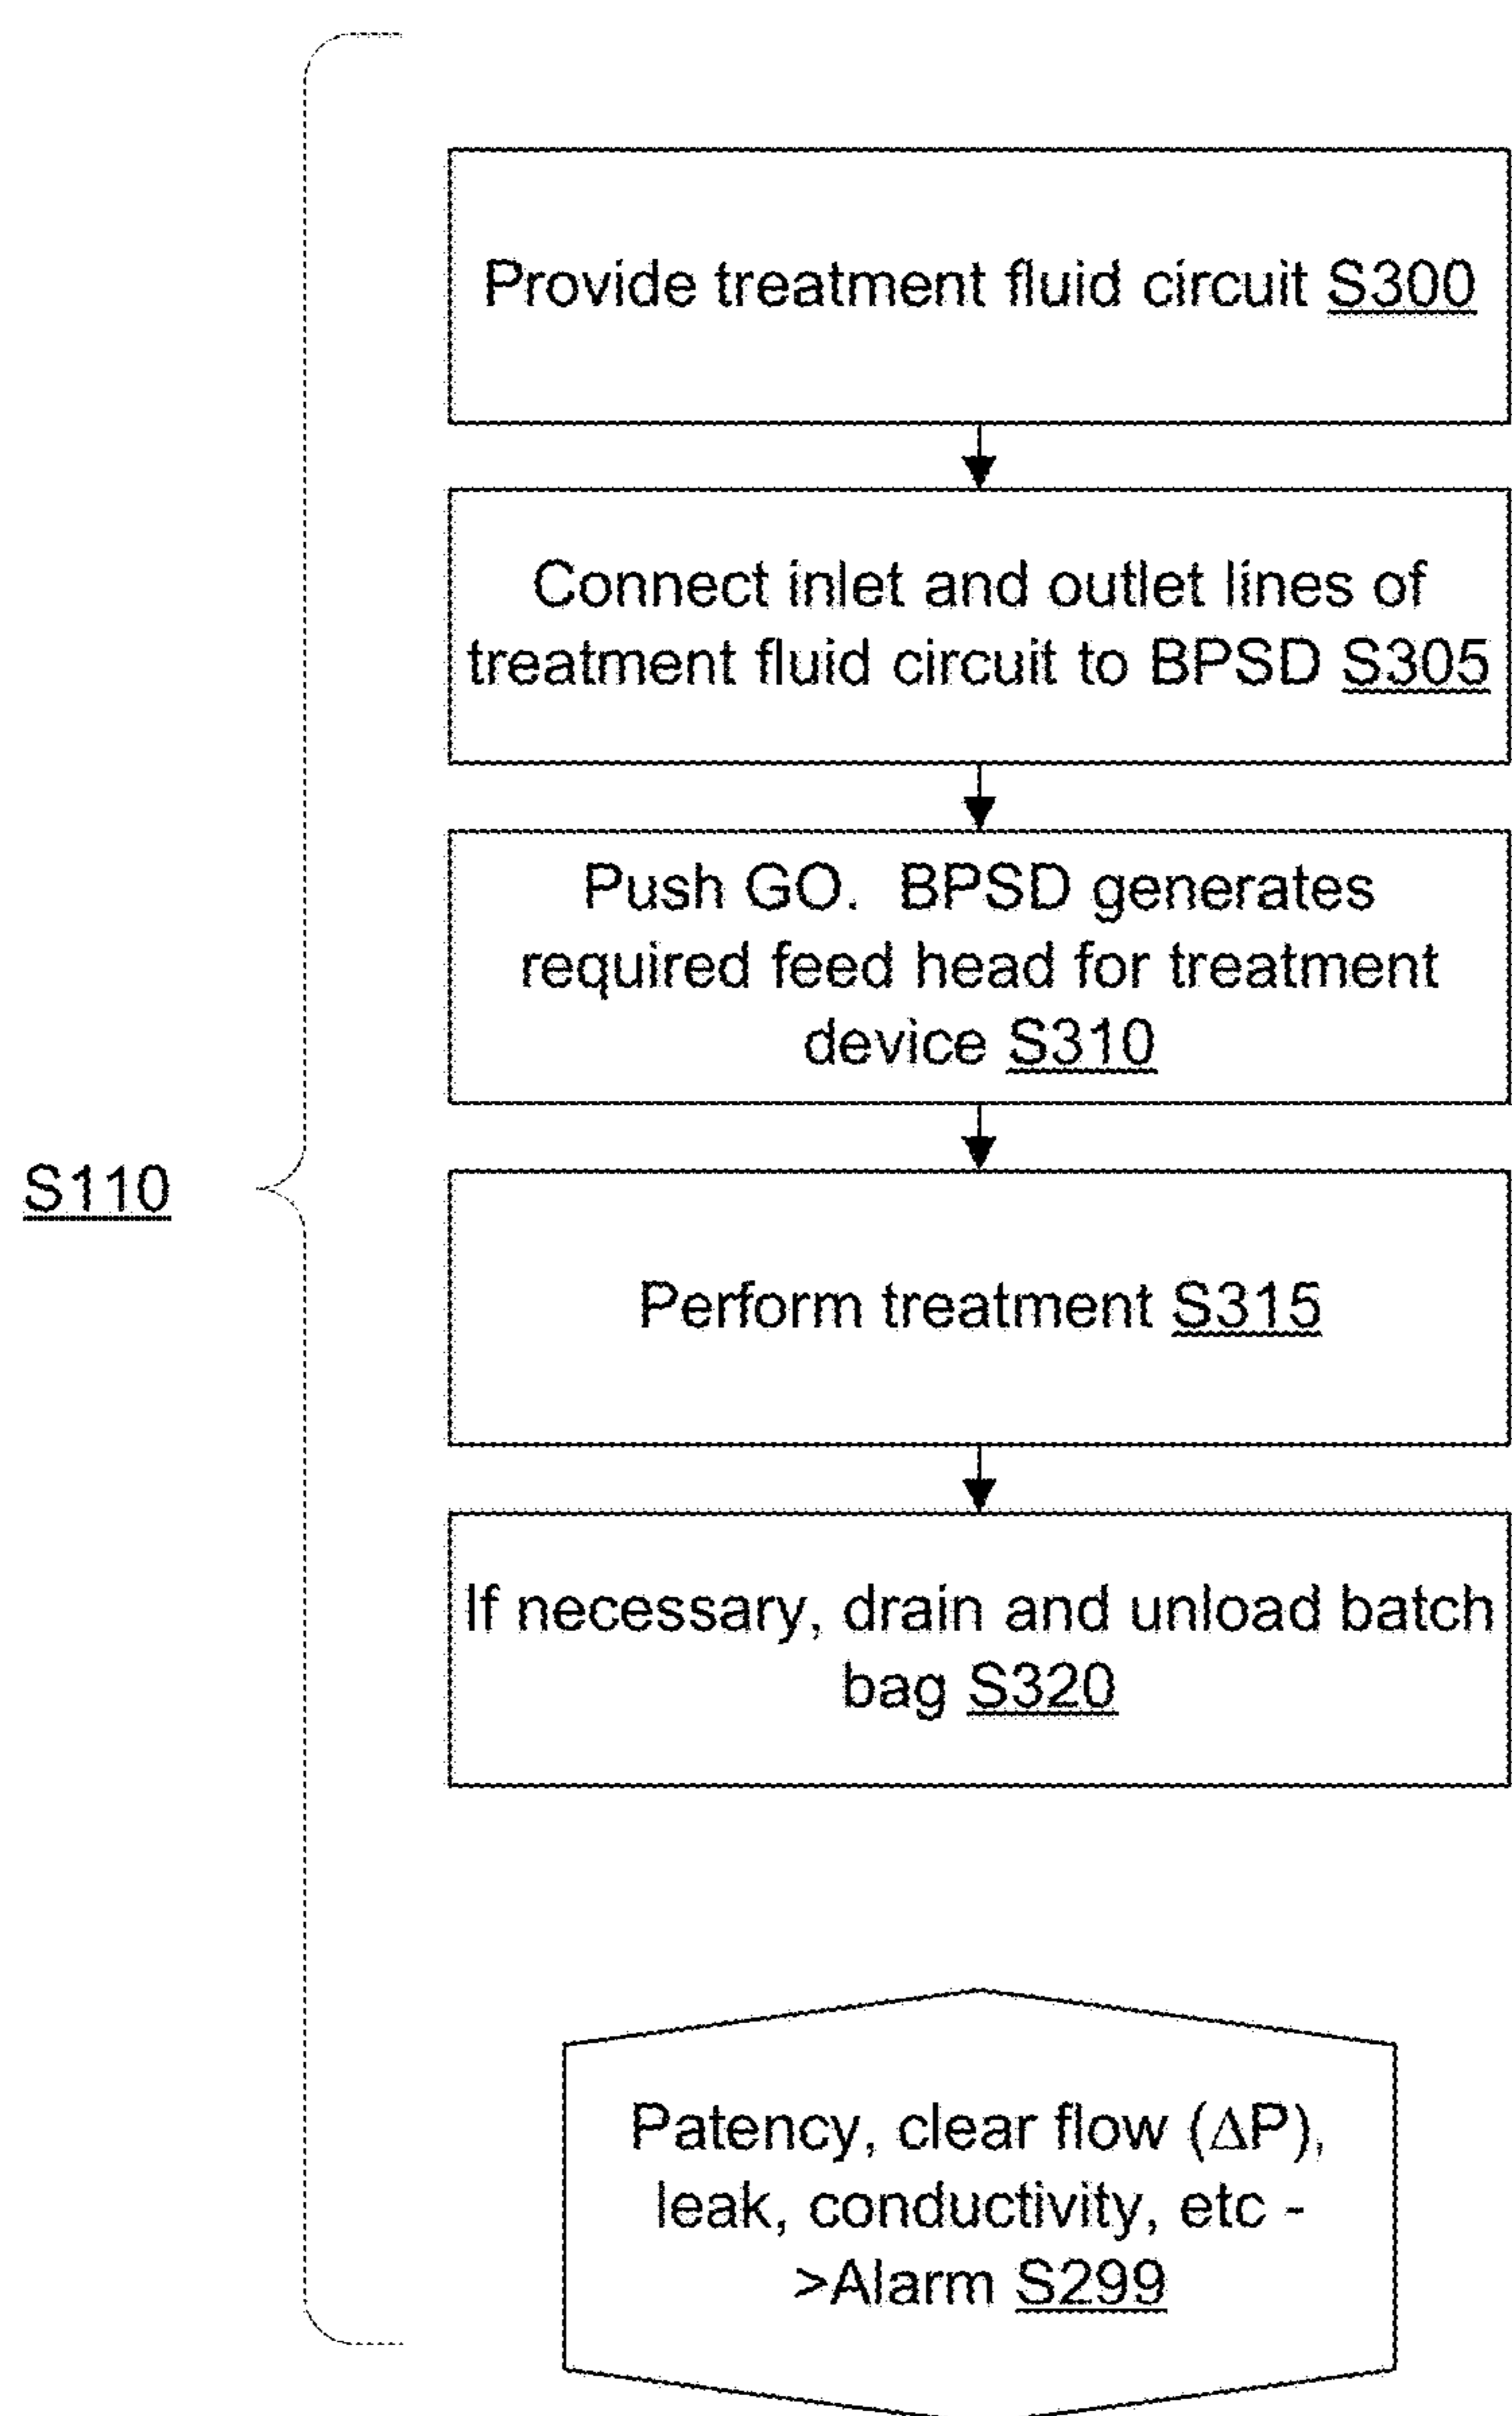 Provide treatment fluid circuit S300
Connect inlet and outlet lines of
treatment fluid circuit to BPSD S305
Push GO.  BPSD generates
required feed head for treatment
device S310
S110
Perform treatment S315
If necessary, drain and unload batch
bag S320
Patency, clear flow (ΔP),
leak, conductivity, etc -
>Alarm S299